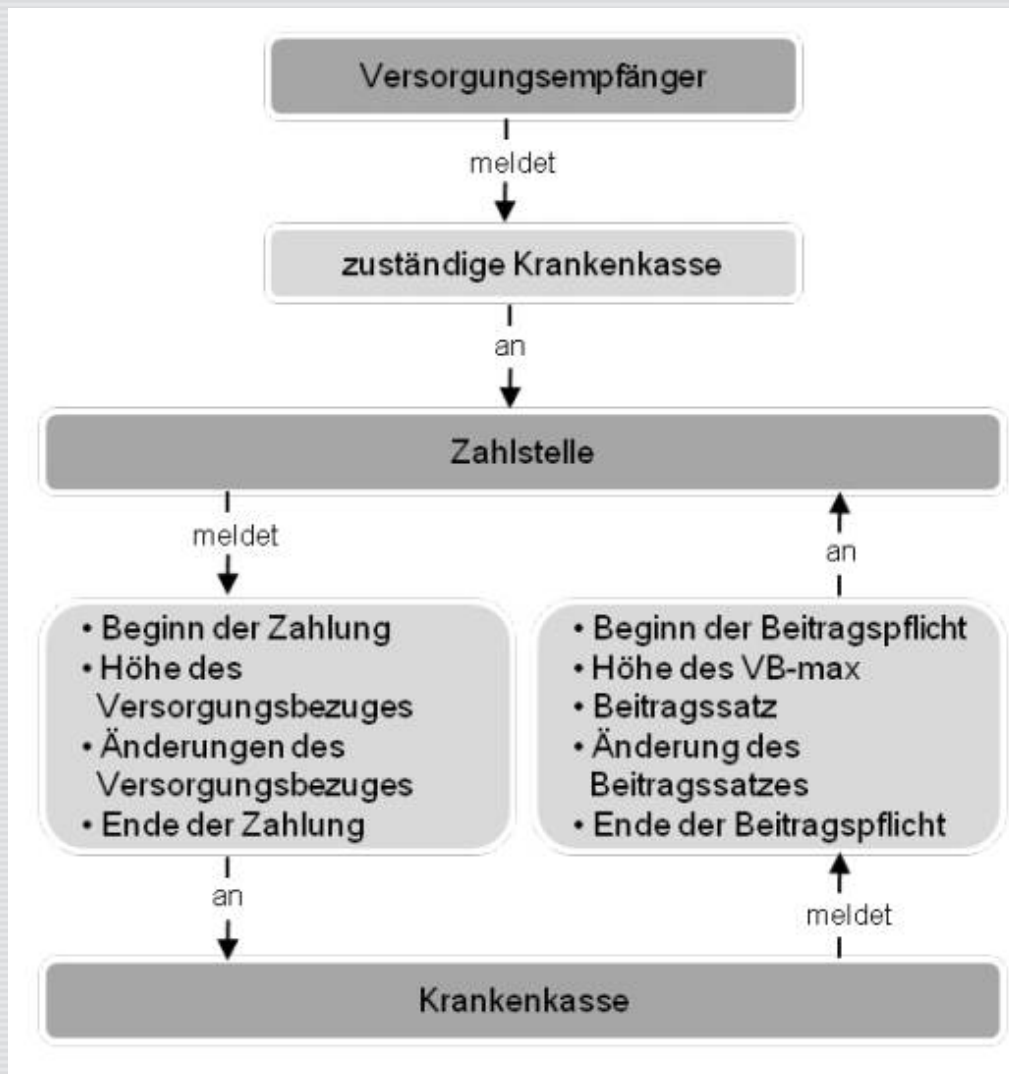 Versorgungsempfänger
meldet
zuständige Krankenkasse
an
Zahlstelle
meldet
• Beginn der Zahlung
• Höhe des
Versorgungsbezuges
• Änderungen des
Versorgungsbezuges
• Ende der Zahlung
an
an
• Beginn der Beitragspflicht
• Höhe des VB-max
• Beitragssatz
• Änderung des
Beitragssatzes
• Ende der Beitragspflicht
meldet
Krankenkasse